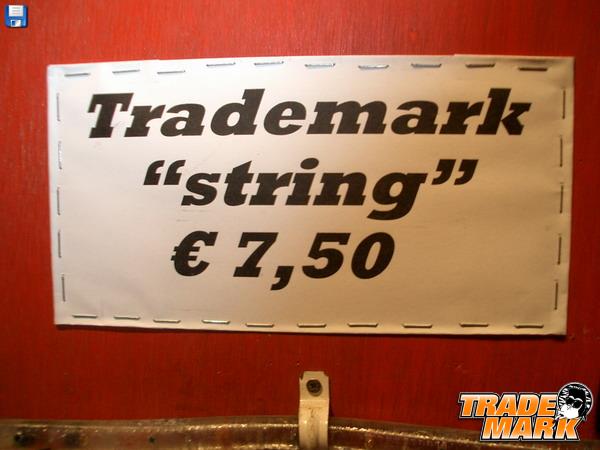 Trademark
“string”
€ 7,50
TRADE
MARK